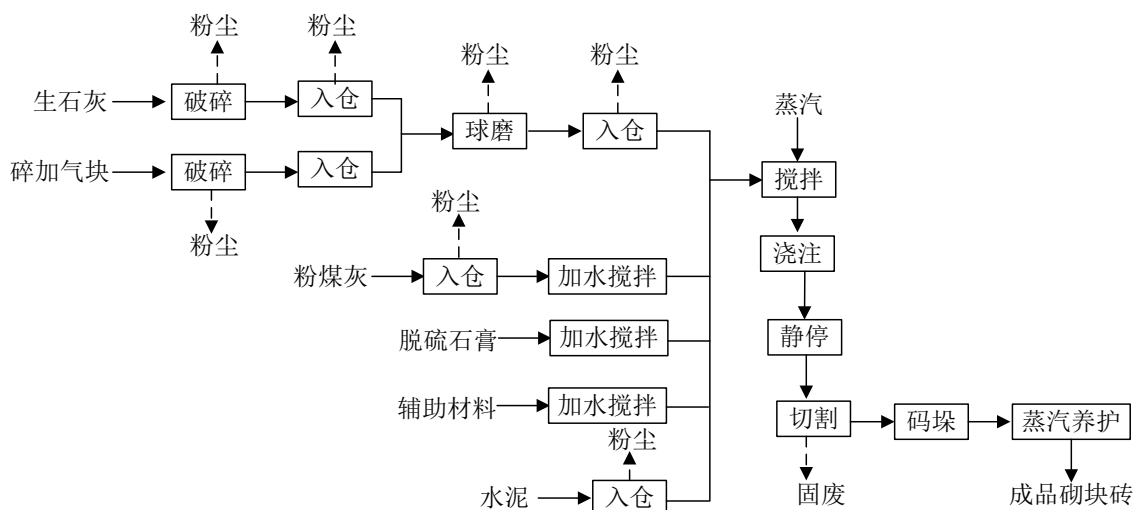 粉尘
粉尘
粉尘
粉尘
生石灰
破碎
入仓
球磨
入仓
蒸汽
碎加气块
破碎
入仓
搅拌
粉尘
粉尘
浇注
粉煤灰
入仓
加水搅拌
脱硫石膏
加水搅拌
静停
辅助材料
加水搅拌
切割
码垛
蒸汽养护
粉尘
水泥
入仓
固废
成品砌块砖